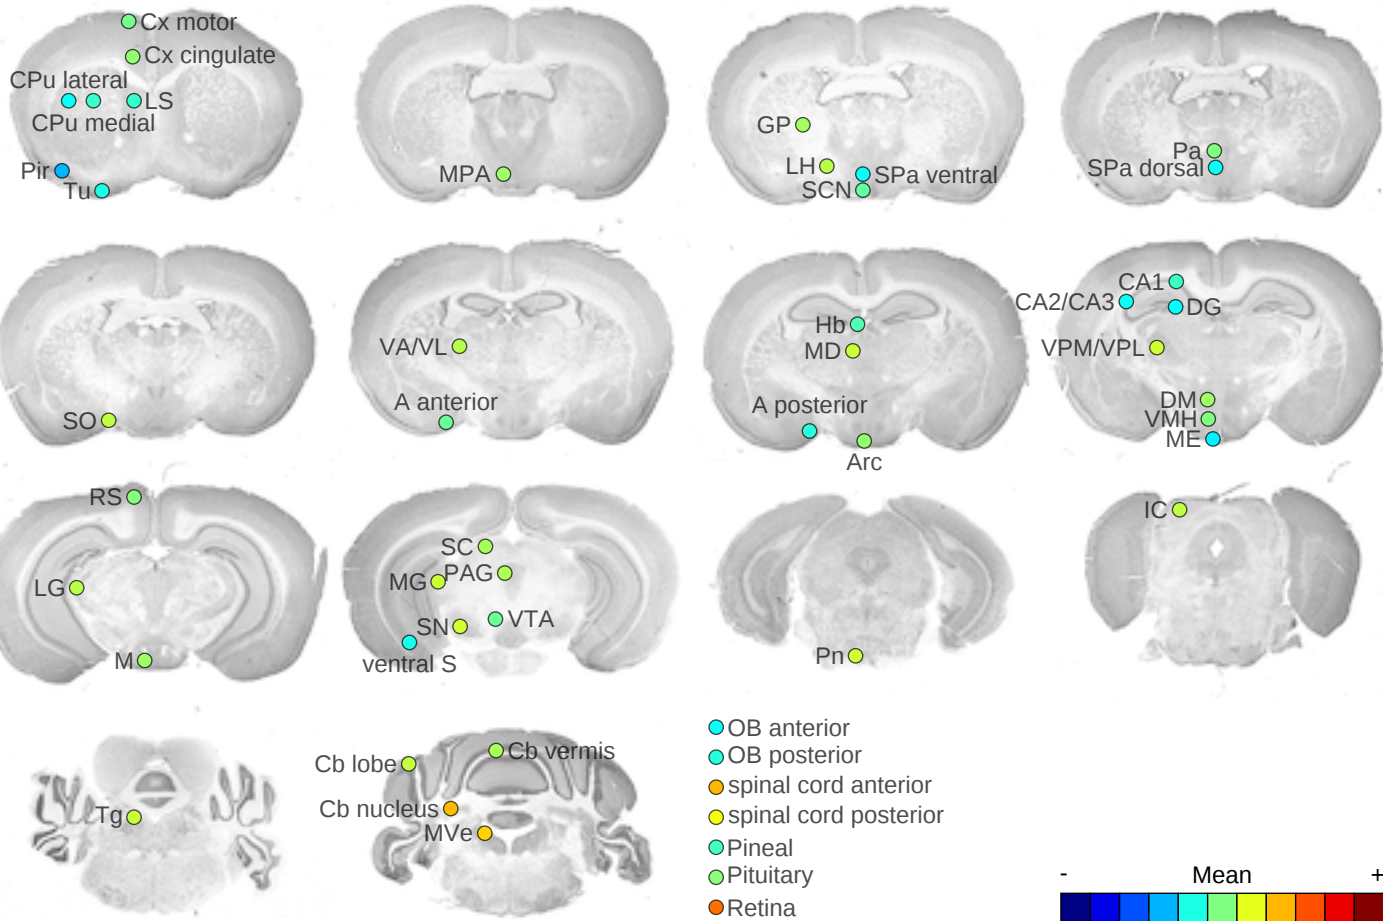 Cx motor
Cx cingulate
CPu lateral
LS
CPu medial
Pir
Tu
MPA
GP
LH
SPa ventral
SCN
Pa
SPa dorsal
SO
VA/VL
A anterior
Hb
MD
A posterior
Arc
CA1
CA2/CA3
DG
VPM/VPL
DM
VMH
ME
RS
LG
M
SC
PAG
MG
SN
VTA
ventral S
Pn
IC
Tg
Cb lobe
Cb vermis
Cb nucleus
MVe
OB anterior
OB posterior
spinal cord anterior
spinal cord posterior
Pineal
Pituitary
Retina
- Mean +